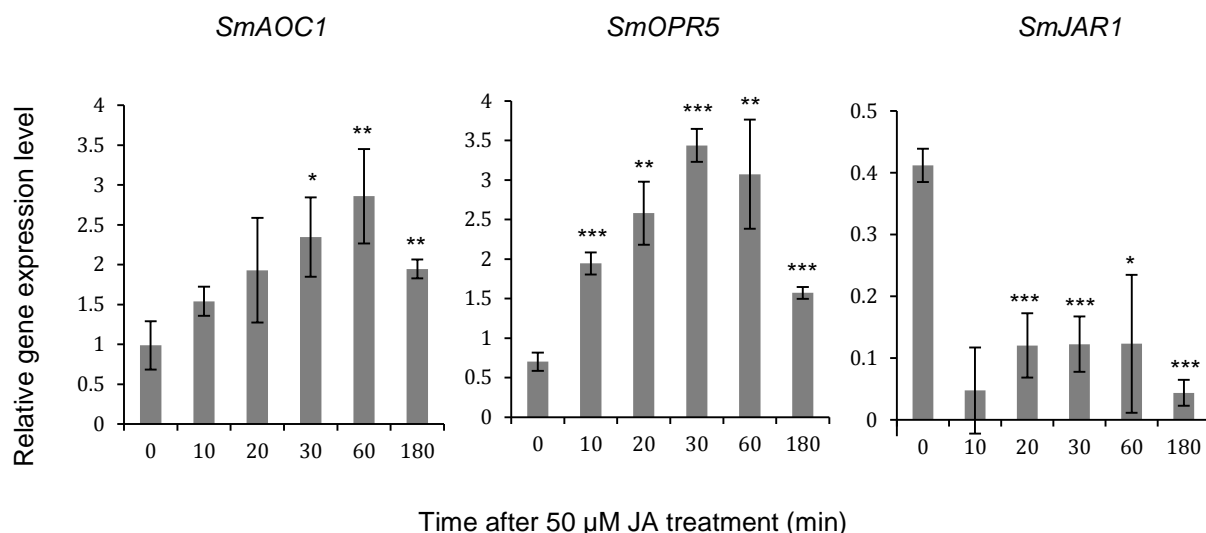 SmAOC1 SmOPR5 SmJAR1
Relative gene expression level
4
3.5
3
2.5
2
1.5
1
0.5
0
* ** **
0 10 20 30 60 180
4
3.5
3
2.5
2
1.5
1
0.5
0
*** ** *** ** ***
0 10 20 30 60 180
0.5
0.4
0.3
0.2
0.1
0
*** *** * ***
0 10 20 30 60 180
Time after 50 µM JA treatment (min)